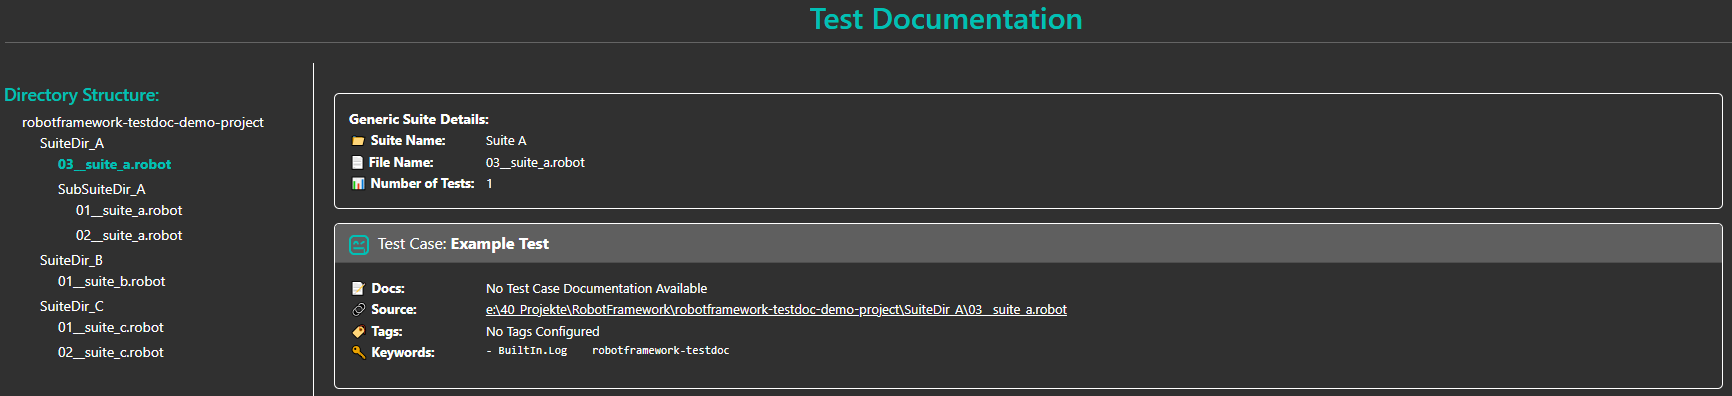 Test Documentation
Directory Structure:
robotframework-testdoc-demo-project
SuiteDir_A
03__suite_a.robot
SubSuiteDir_A
01__suite_a.robot
02__suite_a.robot
SuiteDir_B
01__suite_b.robot
SuiteDir_C
01__suite_c.robot
02__suite_c.robot
Generic Suite Details:
Suite Name: Suite A
File Name: 03__suite_a.robot
Number of Tests: 1
Test Case: Example Test
Docs: No Test Case Documentation Available
Source: e:\40_Projekte\RobotFramework\robotframework-testdoc-demo-project\SuiteDir_A\03__suite_a.robot
Tags: No Tags Configured
Keywords: - BuiltIn.Log    robotframework-testdoc